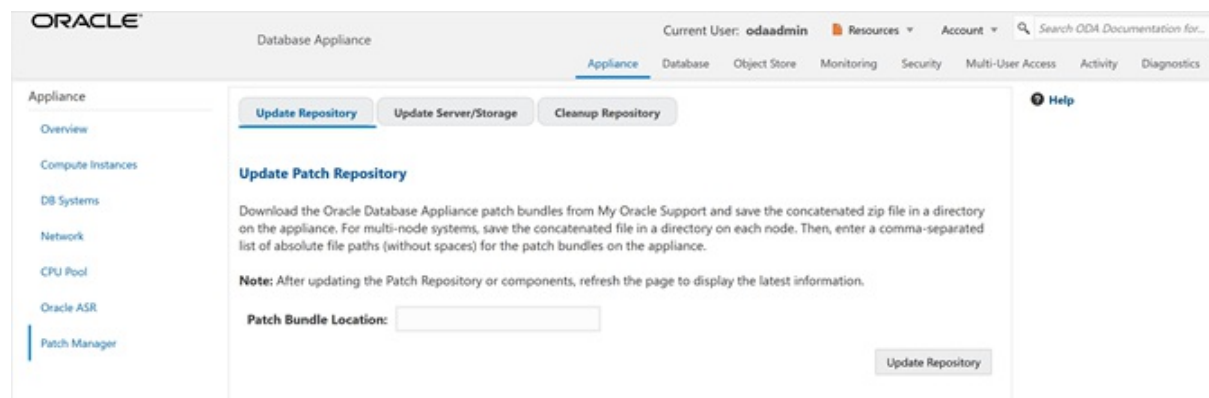 ORACLE
Database Appliance
Current User: odaadmin Resources Account Search ODA Documentation for...
Appliance Database Object Store Monitoring Security Multi-User Access Activity Diagnostics
Appliance
Overview
Compute Instances
DB Systems
Network
CPU Pool
Oracle ASR
Patch Manager
Update Repository Update Server/Storage Cleanup Repository
Update Patch Repository
Download the Oracle Database Appliance patch bundles from My Oracle Support and save the concatenated zip file in a directory
on the appliance. For multi-node systems, save the concatenated file in a directory on each node. Then, enter a comma-separated
list of absolute file paths (without spaces) for the patch bundles on the appliance.
Note: After updating the Patch Repository or components, refresh the page to display the latest information.
Patch Bundle Location:
Update Repository
Help